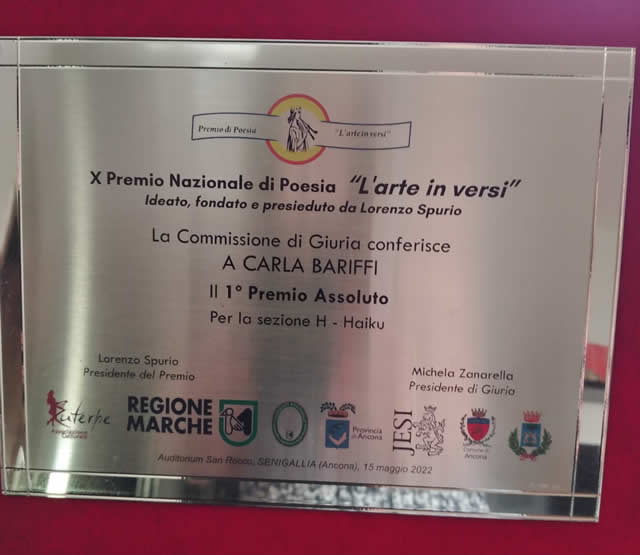 Premio di Poesia "L'arte in versi"
X Premio Nazionale di Poesia "L'arte in versi"
Ideato, fondato e presieduto da Lorenzo Spurio
La Commissione di Giuria conferisce
A CARLA BARIFFI
Il 1° Premio Assoluto
Per la sezione H - Haiku
Lorenzo Spurio
Presidente del Premio
Michela Zanarella
Presidente di Giuria
Euterpe
REGIONE
MARCHE
Provincia
di Ancona
JESI
Comune di
Ancona
Auditorium San Rocco, SENIGALLIA (Ancona), 15 maggio 2022